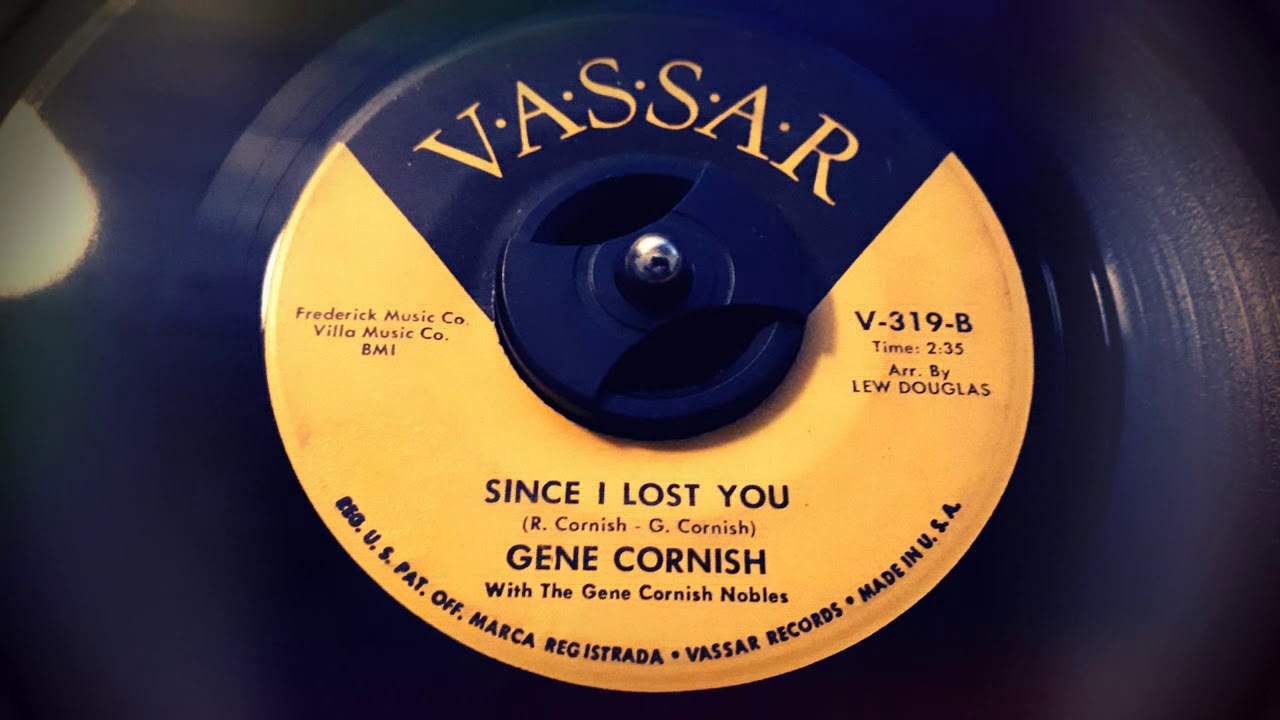 V·A·S·S·A·R
Frederick Music Co.
Villa Music Co.
BMI
V-319-B
Time: 2:35
Arr. By
LEW DOUGLAS
SINCE I LOST YOU
(R. Cornish - G. Cornish)
GENE CORNISH
With The Gene Cornish Nobles
REG. U. S. PAT. OFF. MARCA REGISTRADA • VASSAR RECORDS • MADE IN U. S. A.